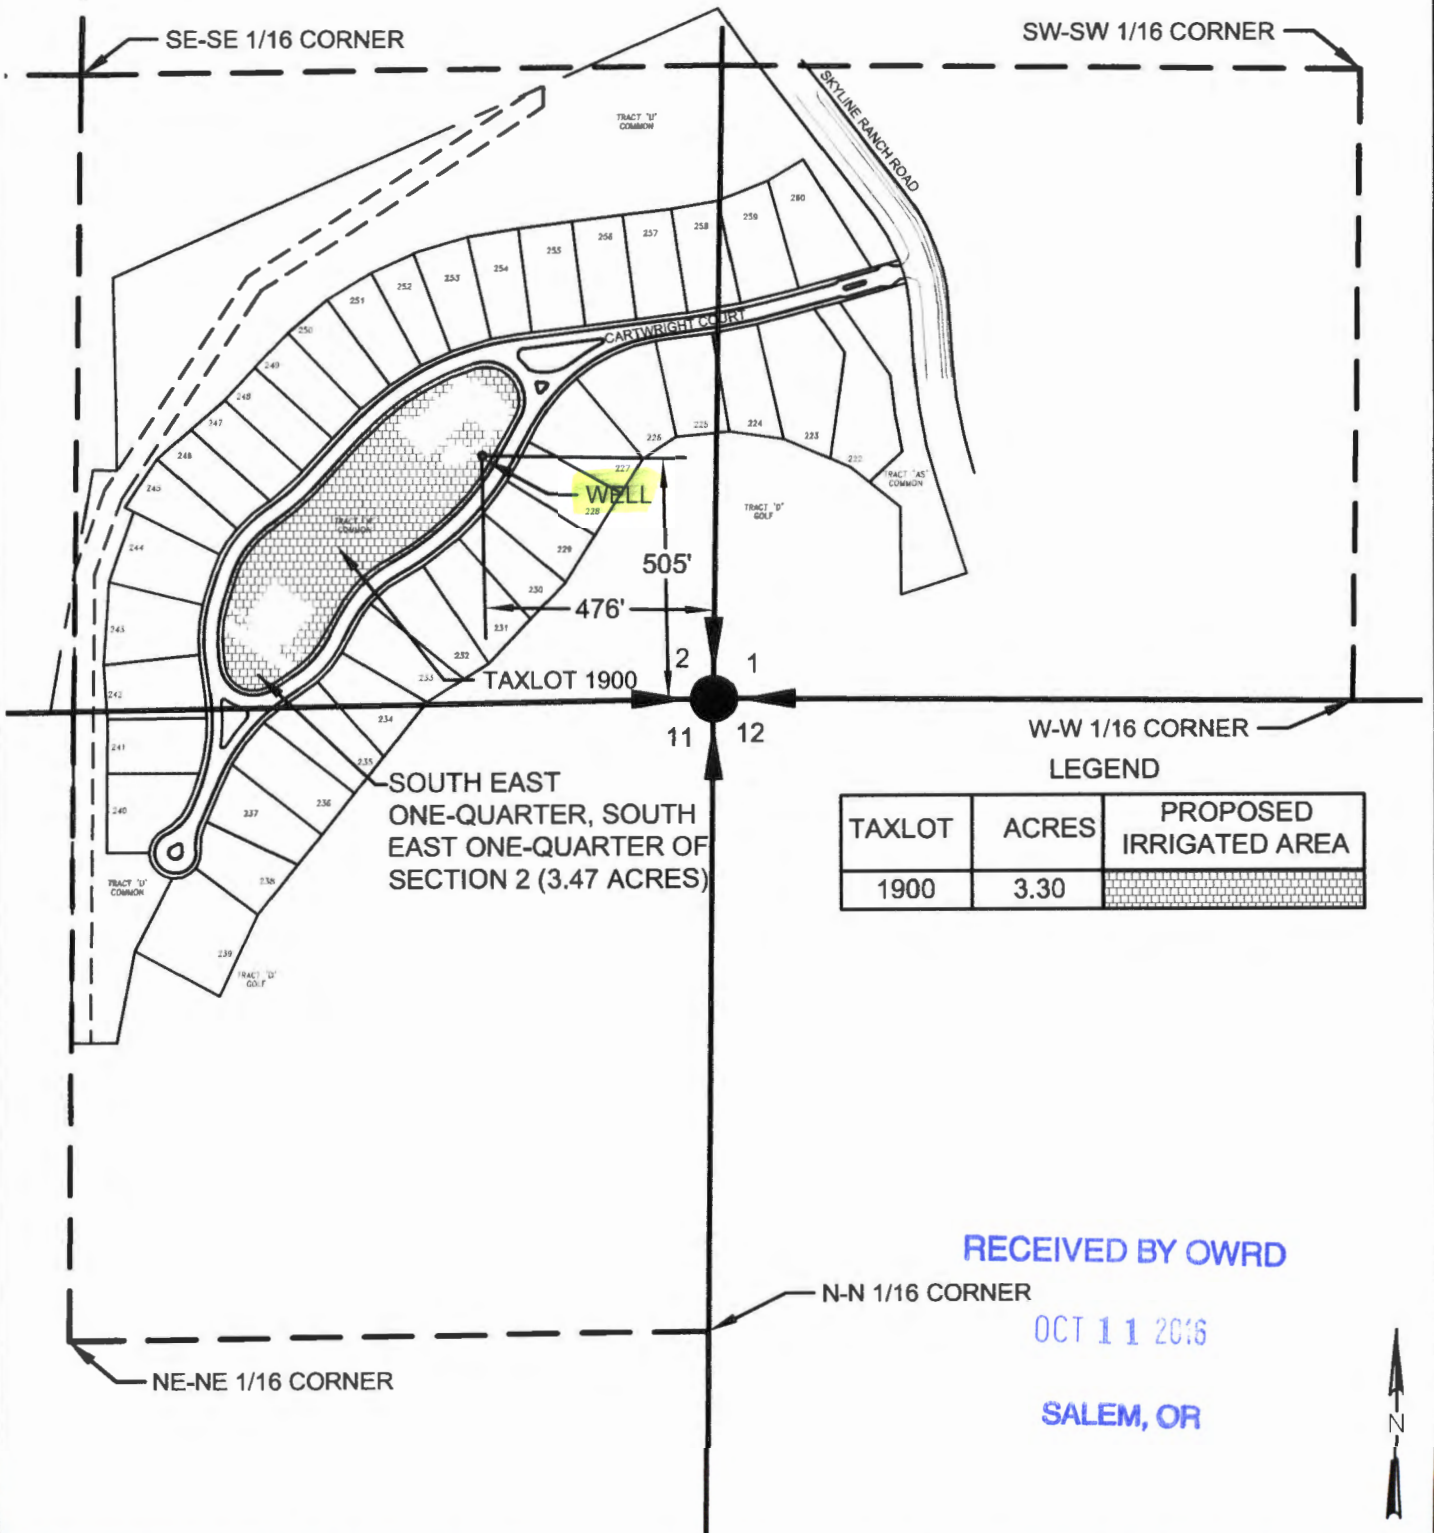 SE-SE 1/16 CORNER
SW-SW 1/16 CORNER
SKYLINE RANCH ROAD
TRACT 'U'
COMMON
260
259
258
257
256
255
254
253
252
251
250
249
248
247
246
245
244
CARTWRIGHT COURT
226
225
224
223
222
TRACT 'AS'
COMMON
227
WELL
228
TRACT 'D'
GOLF
COMMON
229
505'
230
476'
231
232
233
2
1
TAXLOT 1900
242
234
11
12
W-W 1/16 CORNER
241
235
240
237
236
238
239
SOUTH EAST
ONE-QUARTER, SOUTH
EAST ONE-QUARTER OF
SECTION 2 (3.47 ACRES)
TRACT 'U'
COMMON
TRACT 'D'
GOLF
LEGEND
TAXLOT
ACRES
PROPOSED
IRRIGATED AREA
1900
3.30
RECEIVED BY OWRD
N-N 1/16 CORNER
OCT 11 2016
NE-NE 1/16 CORNER
SALEM, OR
N